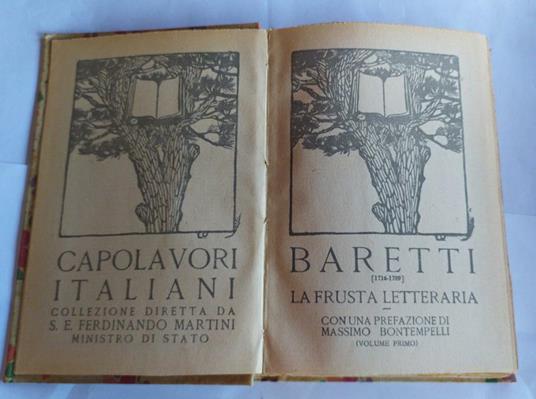 CAPOLAVORI
ITALIANI
COLLEZIONE DIRETTA DA
S. E. FERDINANDO MARTINI
MINISTRO DI STATO
BARETTI
[1716-1789]
LA FRUSTA LETTERARIA
CON UNA PREFAZIONE DI
MASSIMO BONTEMPELLI
(VOLUME PRIMO)